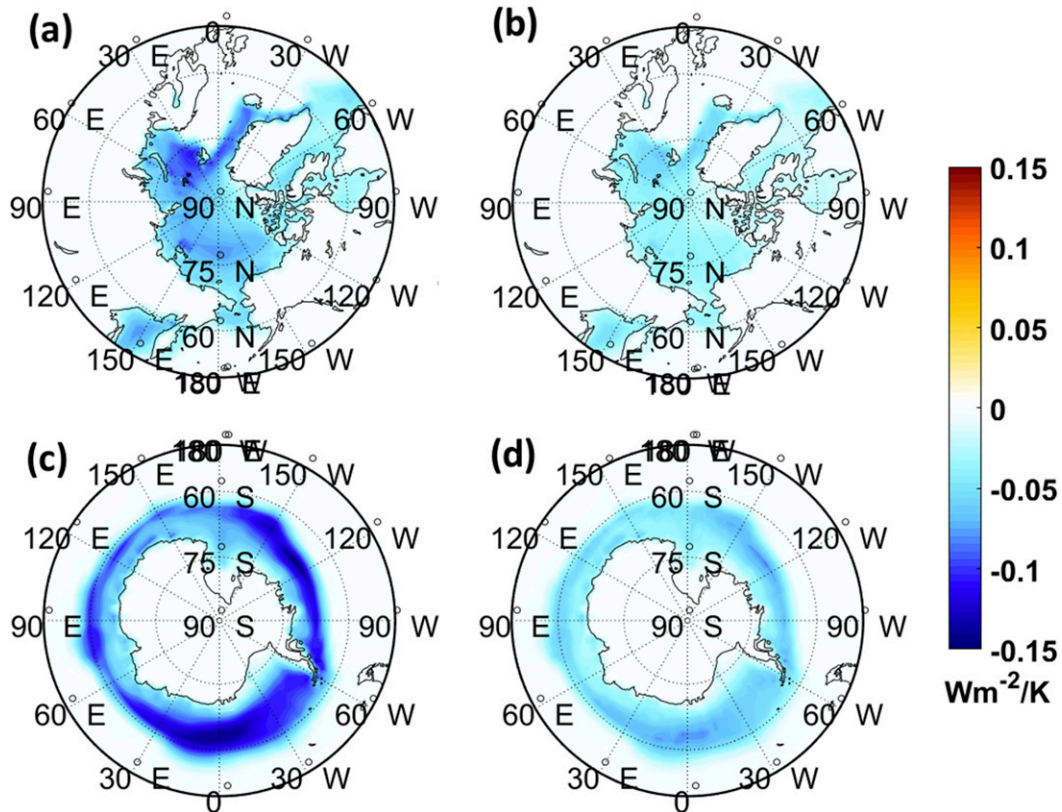 (a)
0
30 E
30 W
60 E
60 W
90 E
90 N
90 W
75 N
120 E
120 W
60 N
150 E
150 W
180
(b)
0
30 E
30 W
60 E
60 W
90 E
90 N
90 W
75 N
120 E
120 W
60 N
150 E
150 W
180
(c)
180
150 E
150 W
60 S
120 E
120 W
75 S
90 E
90 S
90 W
60 E
60 W
30 E
30 W
0
(d)
180
150 E
150 W
60 S
120 E
120 W
75 S
90 E
90 S
90 W
60 E
60 W
30 E
30 W
0
0.15
0.1
0.05
0
-0.05
-0.1
-0.15
Wm⁻²/K